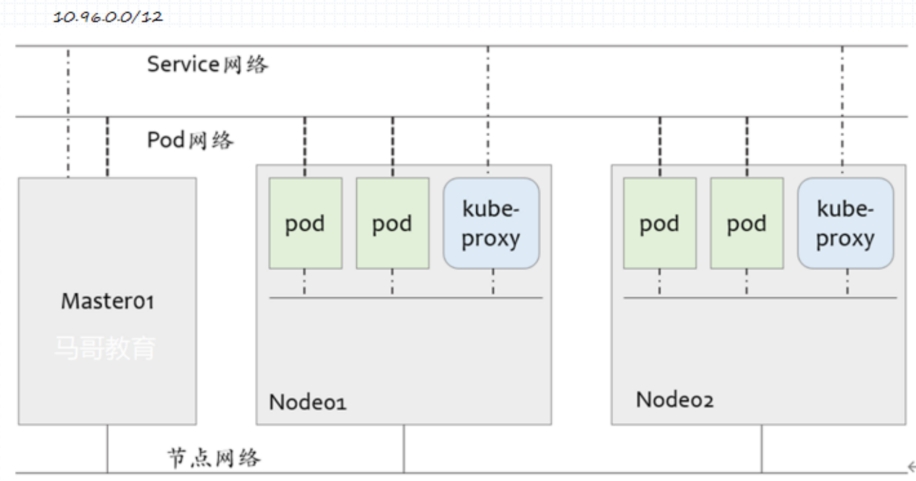 10.96.0.0/12
Service网络
Pod网络
pod
pod
kube-
proxy
pod
pod
kube-
proxy
Master01
马哥教育
Node01
Node02
节点网络